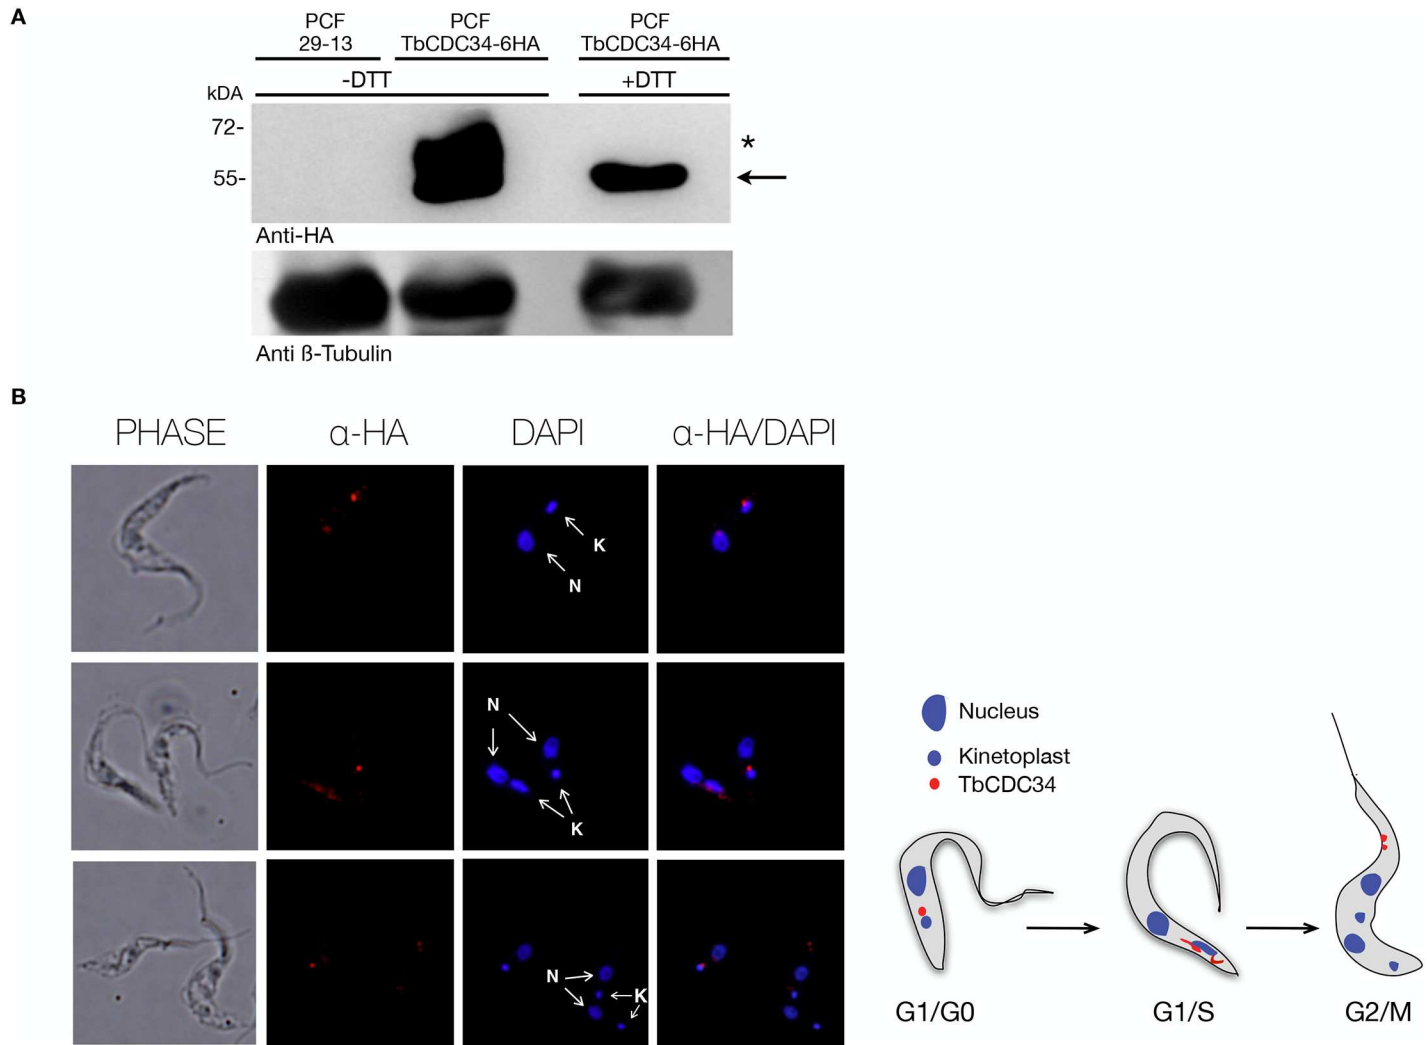 A
PCF
29-13
PCF
TbCDC34-6HA
PCF
TbCDC34-6HA
-DTT
+DTT
kDA
72-
*
55-
Anti-HA
Anti ß-Tubulin
B
PHASE
α-HA
DAPI
α-HA/DAPI
K
N
N
K
N
K
Nucleus
Kinetoplast
TbCDC34
G1/G0
G1/S
G2/M